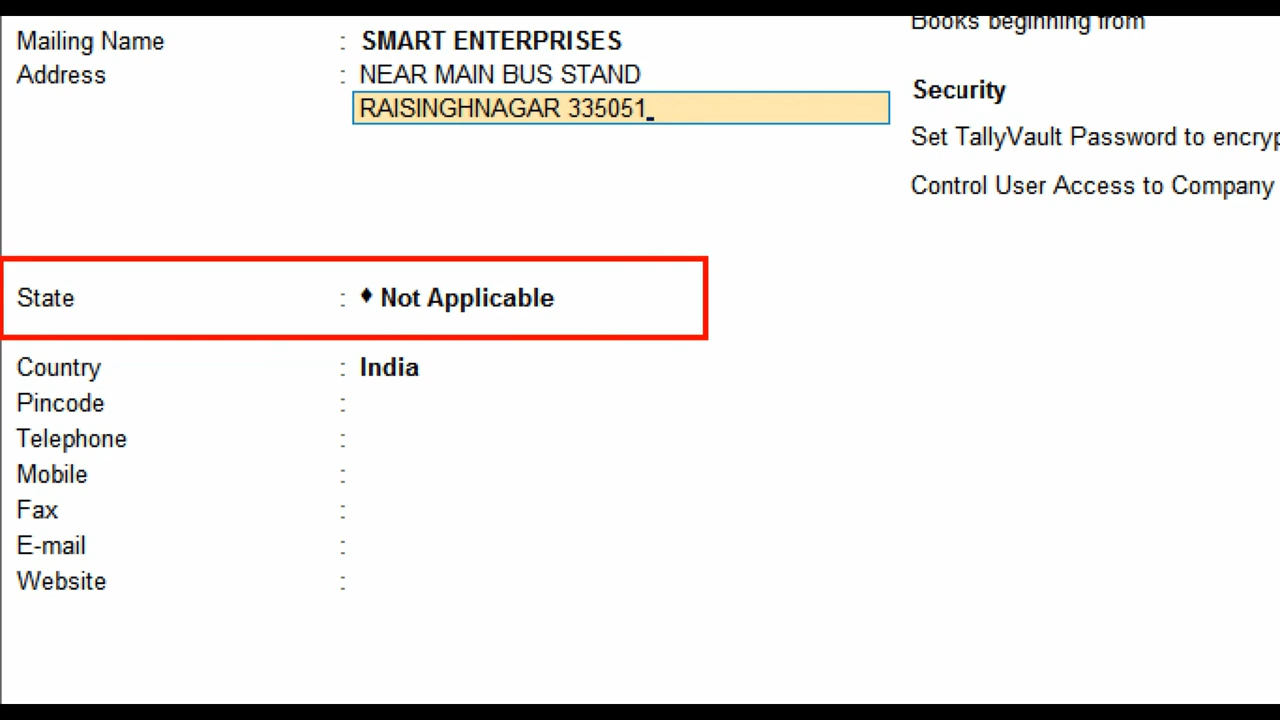 Mailing Name : SMART ENTERPRISES
Address : NEAR MAIN BUS STAND
RAISINGHNAGAR 335051
State : ♦ Not Applicable
Country : India
Pincode :
Telephone :
Mobile :
Fax :
E-mail :
Website :
Books beginning from
Security
Set TallyVault Password to encryp
Control User Access to Company